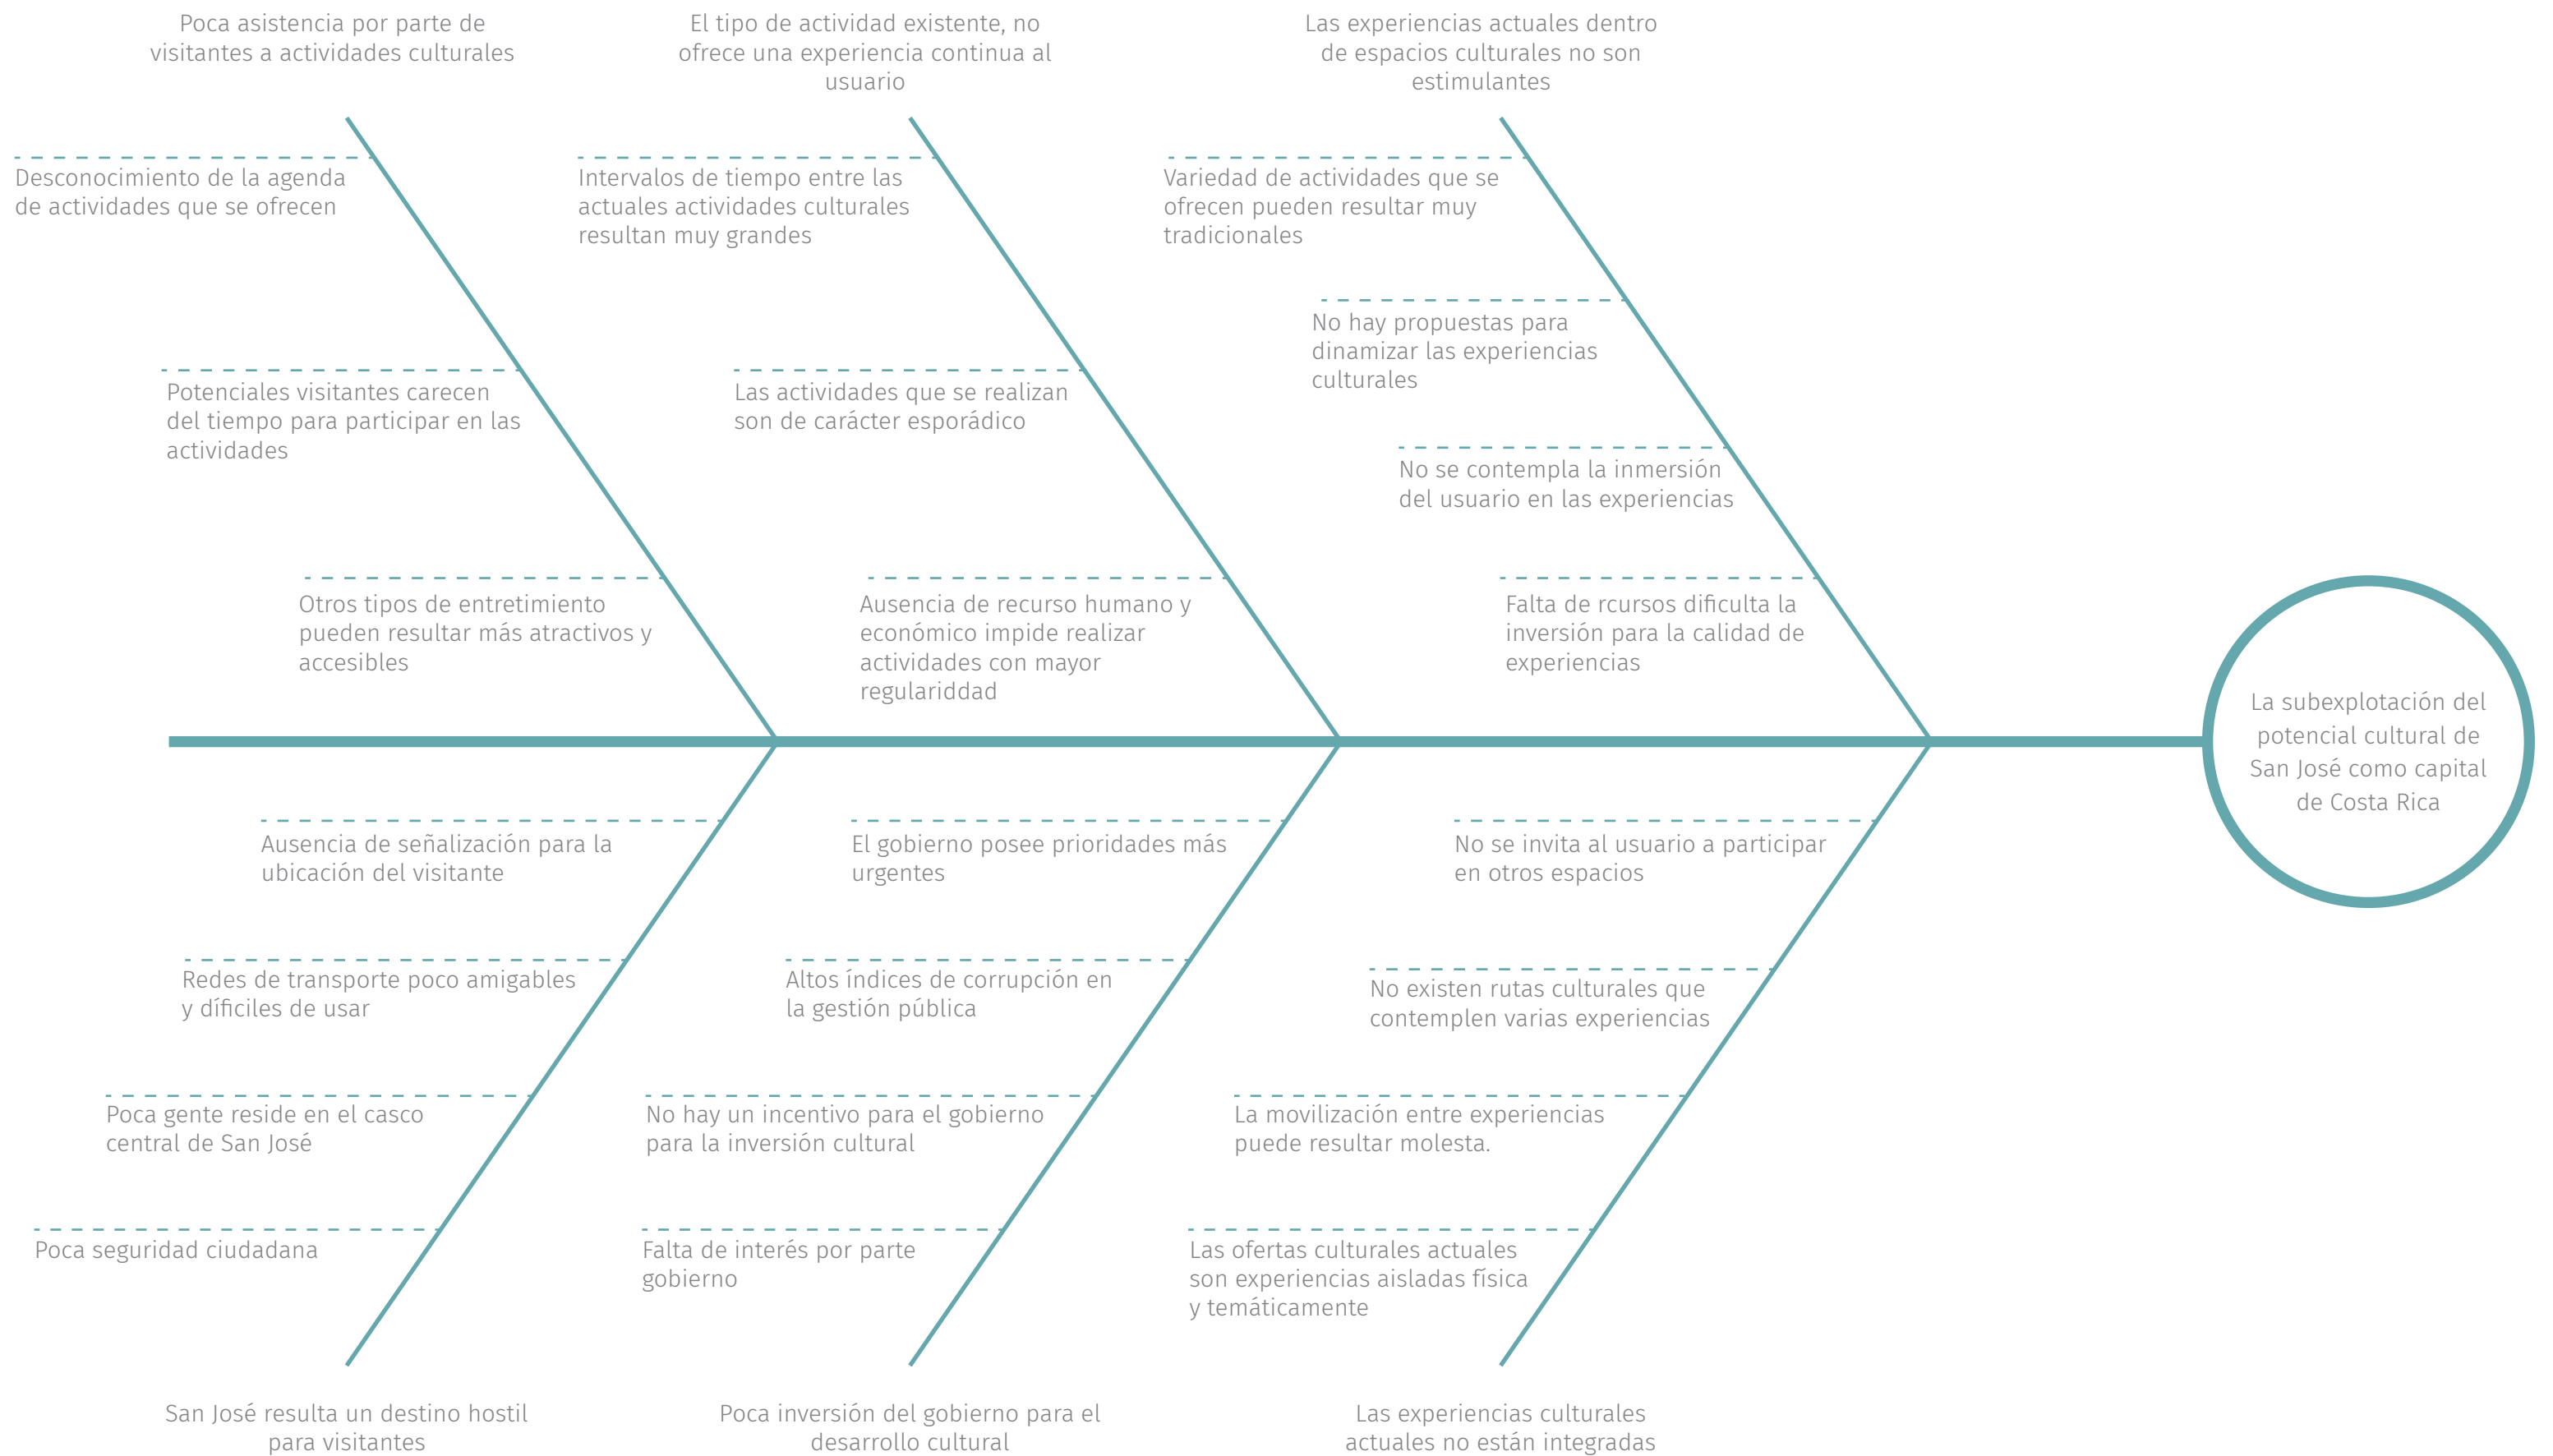 Poca asistencia por parte de
visitantes a actividades culturales
El tipo de actividad existente, no
ofrece una experiencia continua al
usuario
Las experiencias actuales dentro
de espacios culturales no son
estimulantes
Desconocimiento de la agenda
de actividades que se ofrecen
Potenciales visitantes carecen
del tiempo para participar en las
actividades
Otros tipos de entretimiento
pueden resultar más atractivos y
accesibles
Intervalos de tiempo entre las
actuales actividades culturales
resultan muy grandes
Las actividades que se realizan
son de carácter esporádico
Ausencia de recurso humano y
económico impide realizar
actividades con mayor
regulariddad
Variedad de actividades que se
ofrecen pueden resultar muy
tradicionales
No hay propuestas para
dinamizar las experiencias
culturales
No se contempla la inmersión
del usuario en las experiencias
Falta de rcursos dificulta la
inversión para la calidad de
experiencias
La subexplotación del
potencial cultural de
San José como capital
de Costa Rica
Ausencia de señalización para la
ubicación del visitante
Redes de transporte poco amigables
y díficiles de usar
Poca gente reside en el casco
central de San José
Poca seguridad ciudadana
El gobierno posee prioridades más
urgentes
Altos índices de corrupción en
la gestión pública
No hay un incentivo para el gobierno
para la inversión cultural
Falta de interés por parte
gobierno
No se invita al usuario a participar
en otros espacios
No existen rutas culturales que
contemplen varias experiencias
La movilización entre experiencias
puede resultar molesta.
Las ofertas culturales actuales
son experiencias aisladas física
y temáticamente
San José resulta un destino hostil
para visitantes
Poca inversión del gobierno para el
desarrollo cultural
Las experiencias culturales
actuales no están integradas